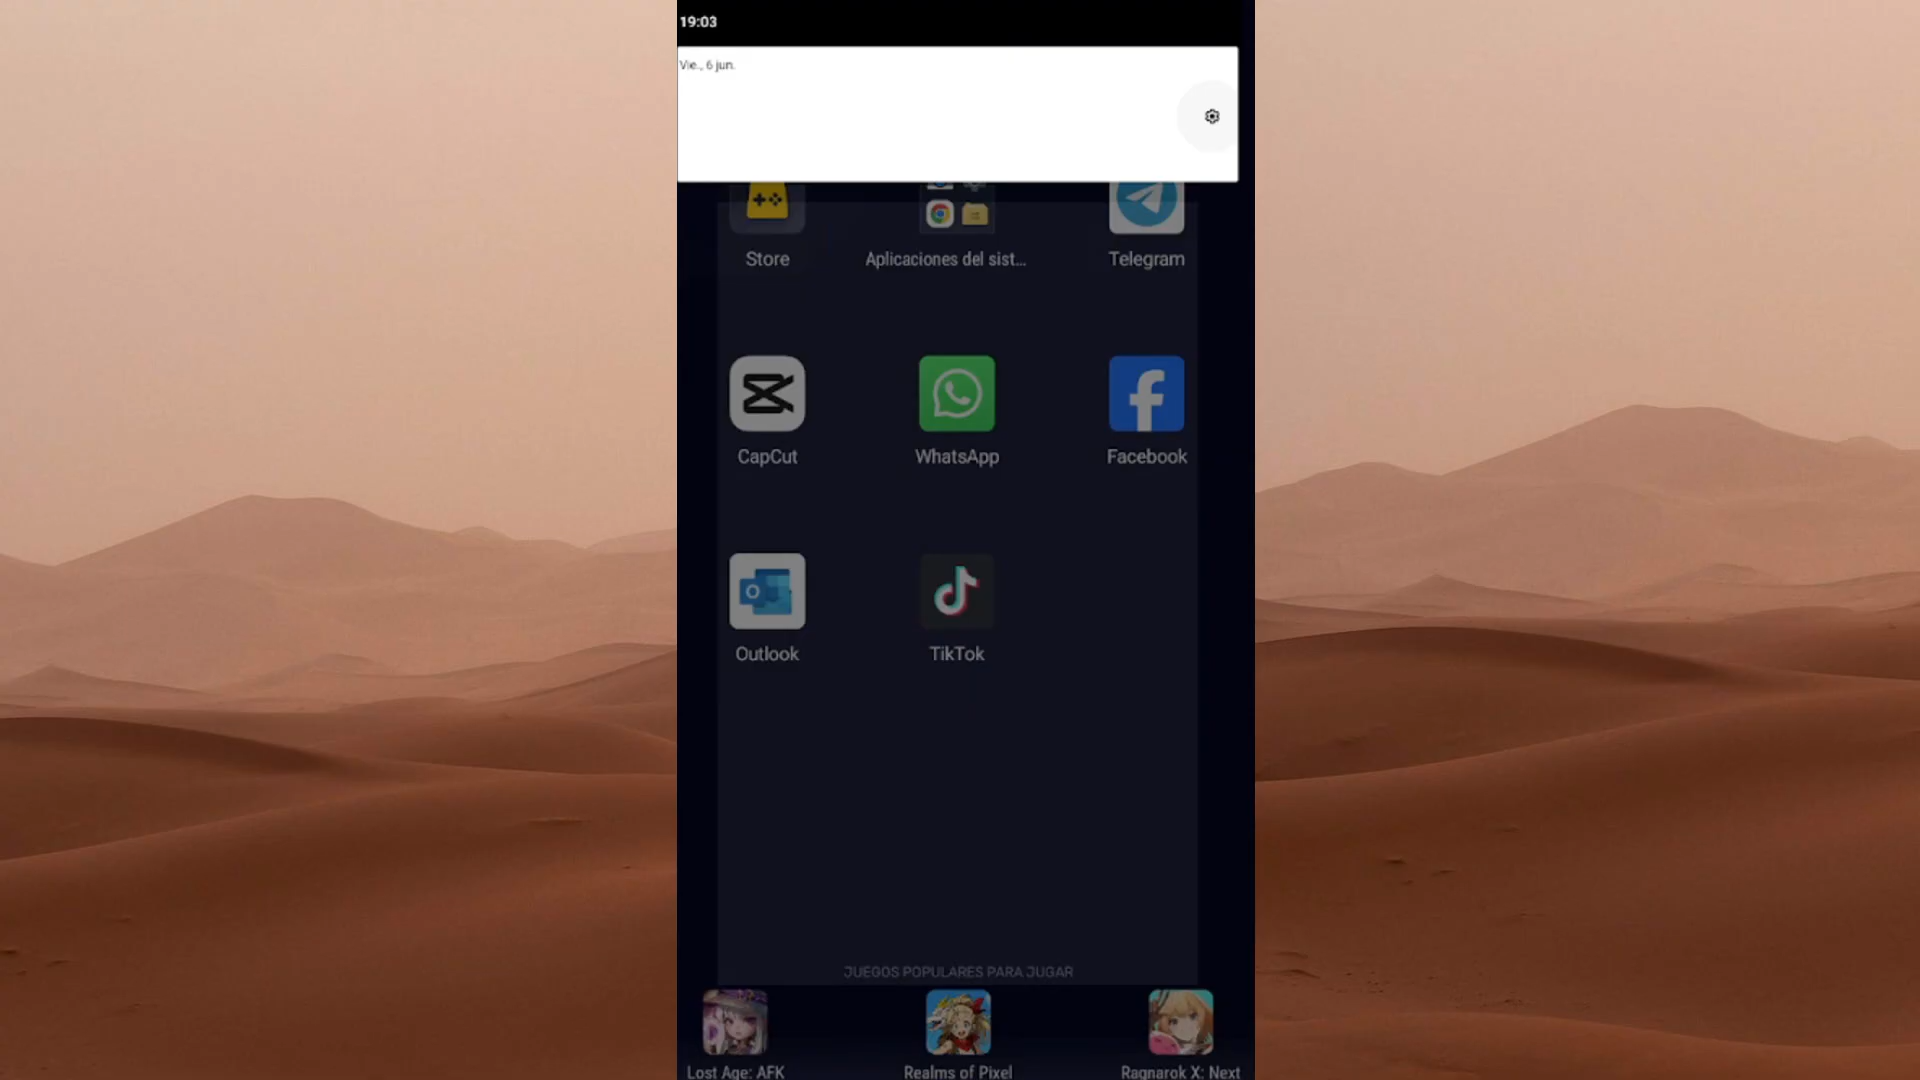 19:03
Vie., 6 jun.
Store
Aplicaciones del sist...
Telegram
CapCut
WhatsApp
Facebook
Outlook
TikTok
JUEGOS POPULARES PARA JUGAR
Lost Age: AFK
Realms of Pixel
Ragnarok X: Next